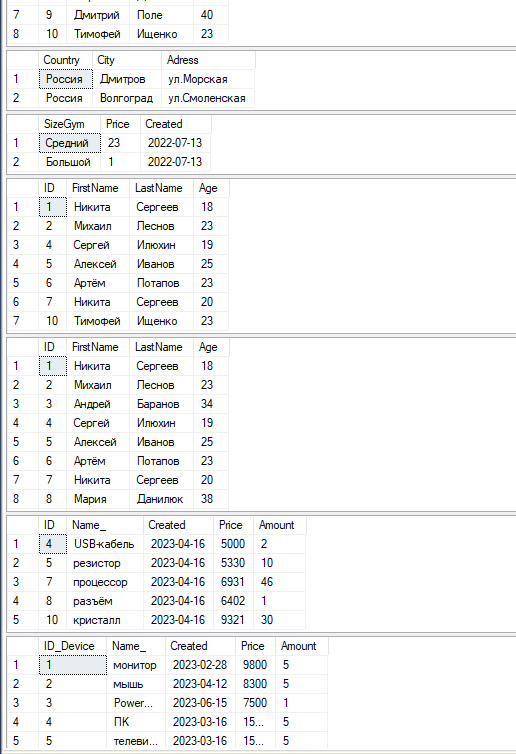 7 9 Дмитрий Поле 40
8 10 Тимофей Ищенко 23
Country City Adress
1 Россия Дмитров ул.Морская
2 Россия Волгоград ул.Смоленская
SizeGym Price Created
1 Средний 23 2022-07-13
2 Большой 1 2022-07-13
ID FirstName LastName Age
1 1 Никита Сергеев 18
2 2 Михаил Леснов 23
3 4 Сергей Илюхин 19
4 5 Алексей Иванов 25
5 6 Артём Потапов 23
6 7 Никита Сергеев 20
7 10 Тимофей Ищенко 23
ID FirstName LastName Age
1 1 Никита Сергеев 18
2 2 Михаил Леснов 23
3 3 Андрей Баранов 34
4 4 Сергей Илюхин 19
5 5 Алексей Иванов 25
6 6 Артём Потапов 23
7 7 Никита Сергеев 20
8 8 Мария Данилюк 38
ID Name_ Created Price Amount
1 4 USB-кабель 2023-04-16 5000 2
2 5 резистор 2023-04-16 5330 10
3 7 процессор 2023-04-16 6931 46
4 8 разъём 2023-04-16 6402 1
5 10 кристалл 2023-04-16 9321 30
ID_Device Name_ Created Price Amount
1 1 монитор 2023-02-28 9800 5
2 2 мышь 2023-04-12 8300 5
3 3 Power... 2023-06-15 7500 1
4 4 ПК 2023-03-16 15... 5
5 5 телеви... 2023-03-16 15... 5